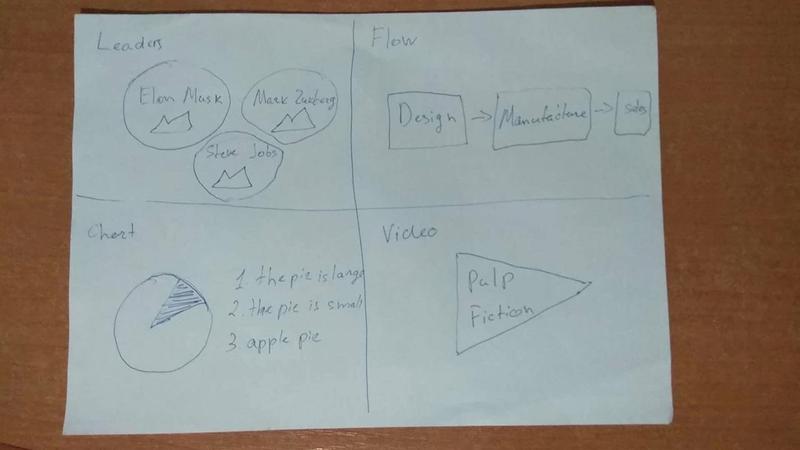 Leaders
Elon Musk
Mark Zukberg
Steve Jobs
Flow
Design
Manufacture
Sales
Chart
1. the pie is large
2. the pie is small
3. apple pie
Video
Pulp
Fiction